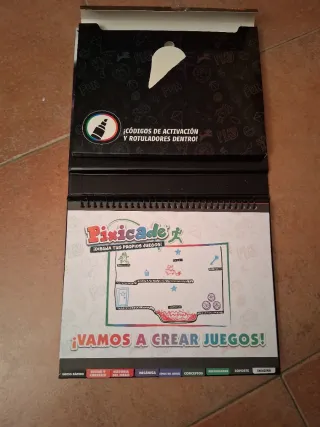 ¡CÓDIGOS DE ACTIVACIÓN
Y ROTULADORES DENTRO!
Pixicade
¡DIBUJA TUS PROPIOS JUEGOS!
¡VAMOS A CREAR JUEGOS!